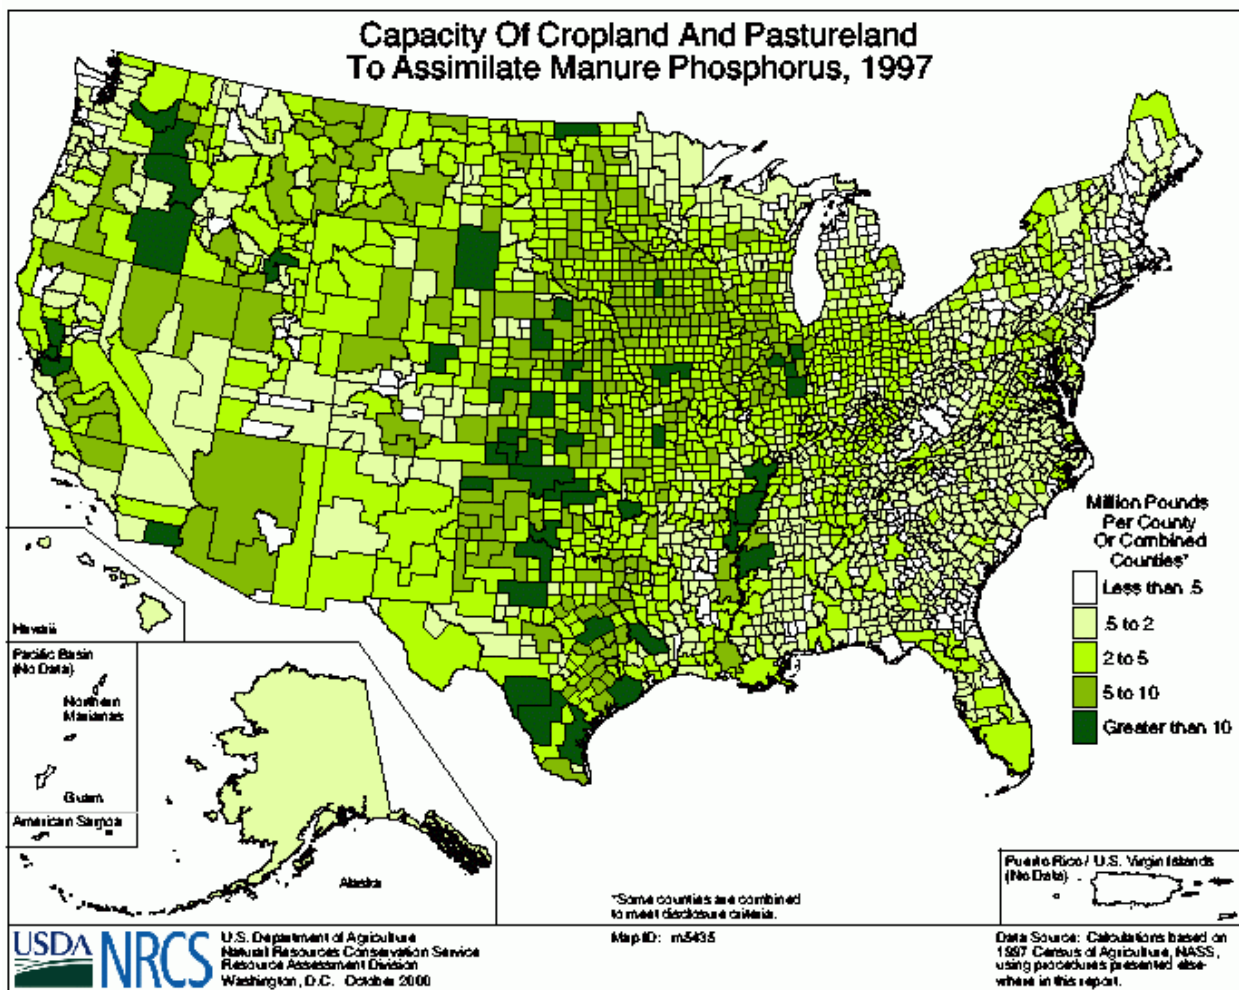 Capacity Of Cropland And Pastureland
To Assimilate Manure Phosphorus, 1997
Million Pounds
Per County
Or Combined
Counties*
Less than .5
.5 to 2
2 to 5
5 to 10
Greater than 10
Hawaii
Pacific Basin
(No Data)
Northern
Marianas
Guam
American Samoa
Alaska
*Some counties are combined
to meet disclosure criteria.
Puerto Rico / U.S. Virgin Islands
(No Data)
USDA
NRCS
U.S. Department of Agriculture
Natural Resources Conservation Service
Resource Assessment Division
Washington, D.C. October 2000
Map ID: m5435
Data Source: Calculations based on
1997 Census of Agriculture, NASS,
using procedures presented else-
where in this report.